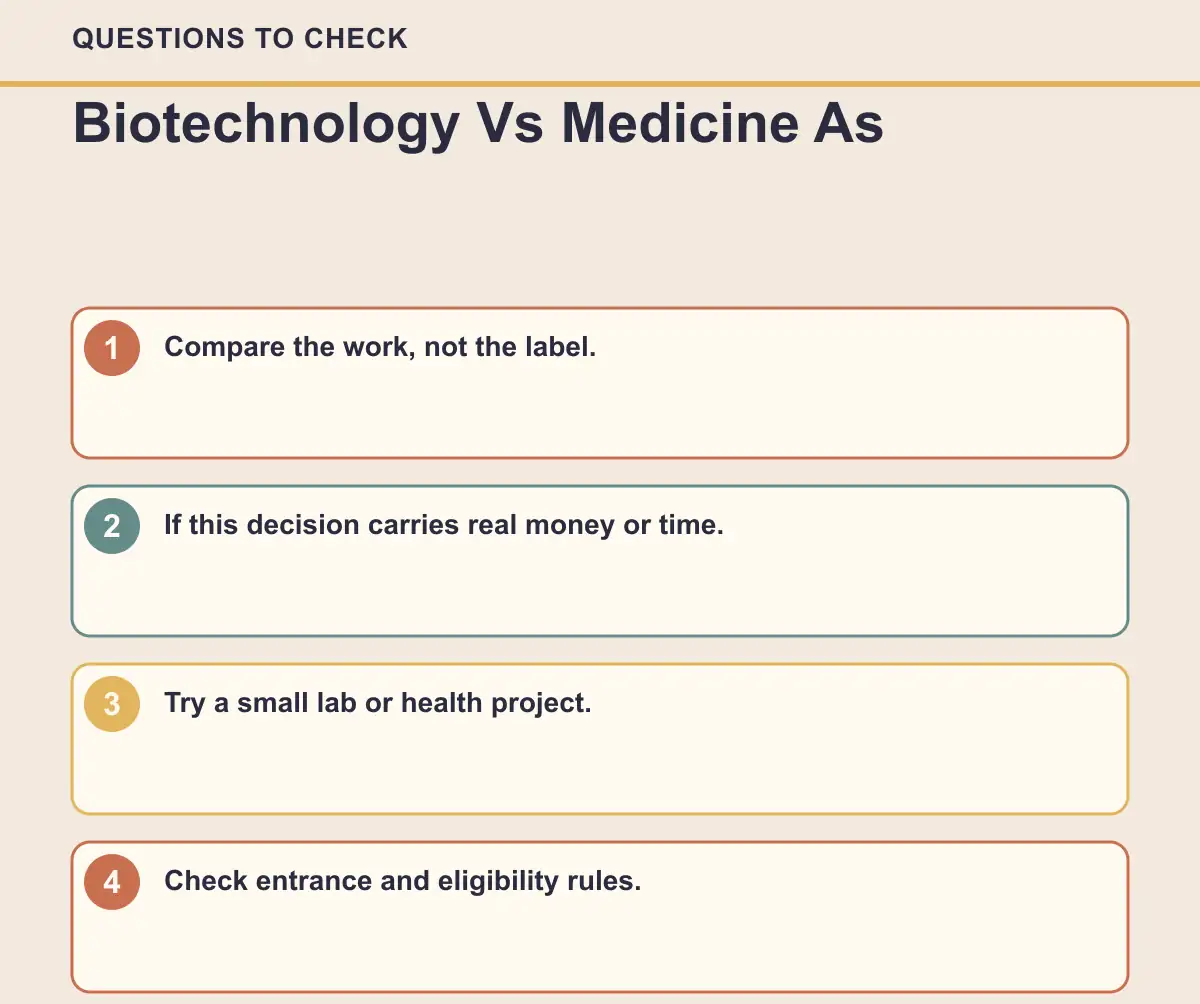 QUESTIONS TO CHECK
Biotechnology Vs Medicine As
1 Compare the work, not the label.
2 If this decision carries real money or time.
3 Try a small lab or health project.
4 Check entrance and eligibility rules.